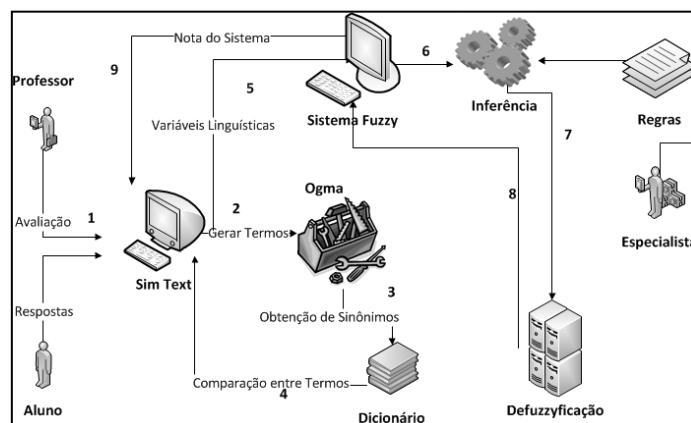 Nota do Sistema
6
9
Professor
5
Inferência
Regras
Sistema Fuzzy
Variáveis Linguísticas
7
8
Ogma
1
2
Avaliação
Gerar Termos
Especialista
Sim Text
3
Respostas
Obtenção de Sinônimos
Comparação entre Termos
4
Aluno
Dicionário
Defuzzyficação